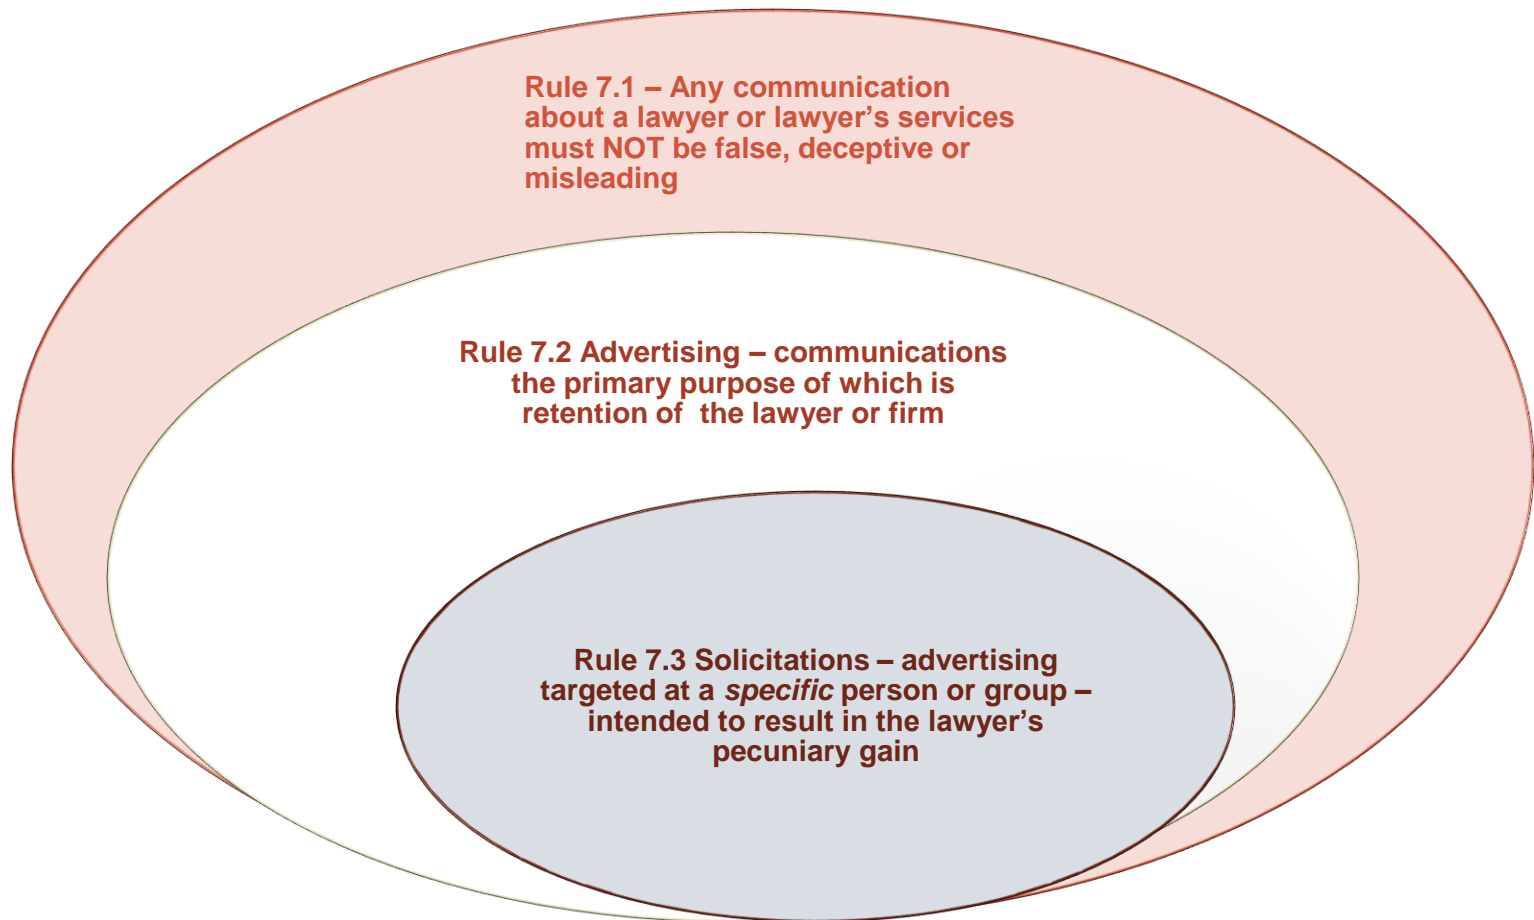 Rule 7.1 – Any communication
about a lawyer or lawyer’s services
must NOT be false, deceptive or
misleading
Rule 7.2 Advertising – communications
the primary purpose of which is
retention of  the lawyer or firm
Rule 7.3 Solicitations – advertising
targeted at a specific person or group –
intended to result in the lawyer’s
pecuniary gain